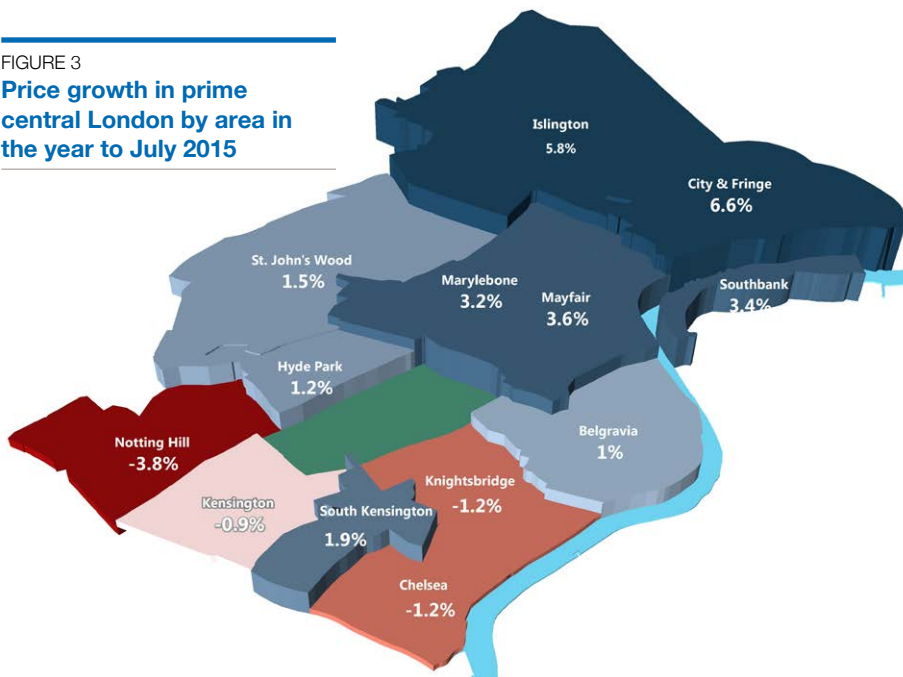 FIGURE 3
Price growth in prime
central London by area in
the year to July 2015
Islington
5.8%
City & Fringe
6.6%
St. John's Wood
1.5%
Marylebone
3.2%
Mayfair
3.6%
Southbank
3.4%
Hyde Park
1.2%
Notting Hill
-3.8%
Belgravia
1%
Kensington
-0.9%
South Kensington
1.9%
Knightsbridge
-1.2%
Chelsea
-1.2%